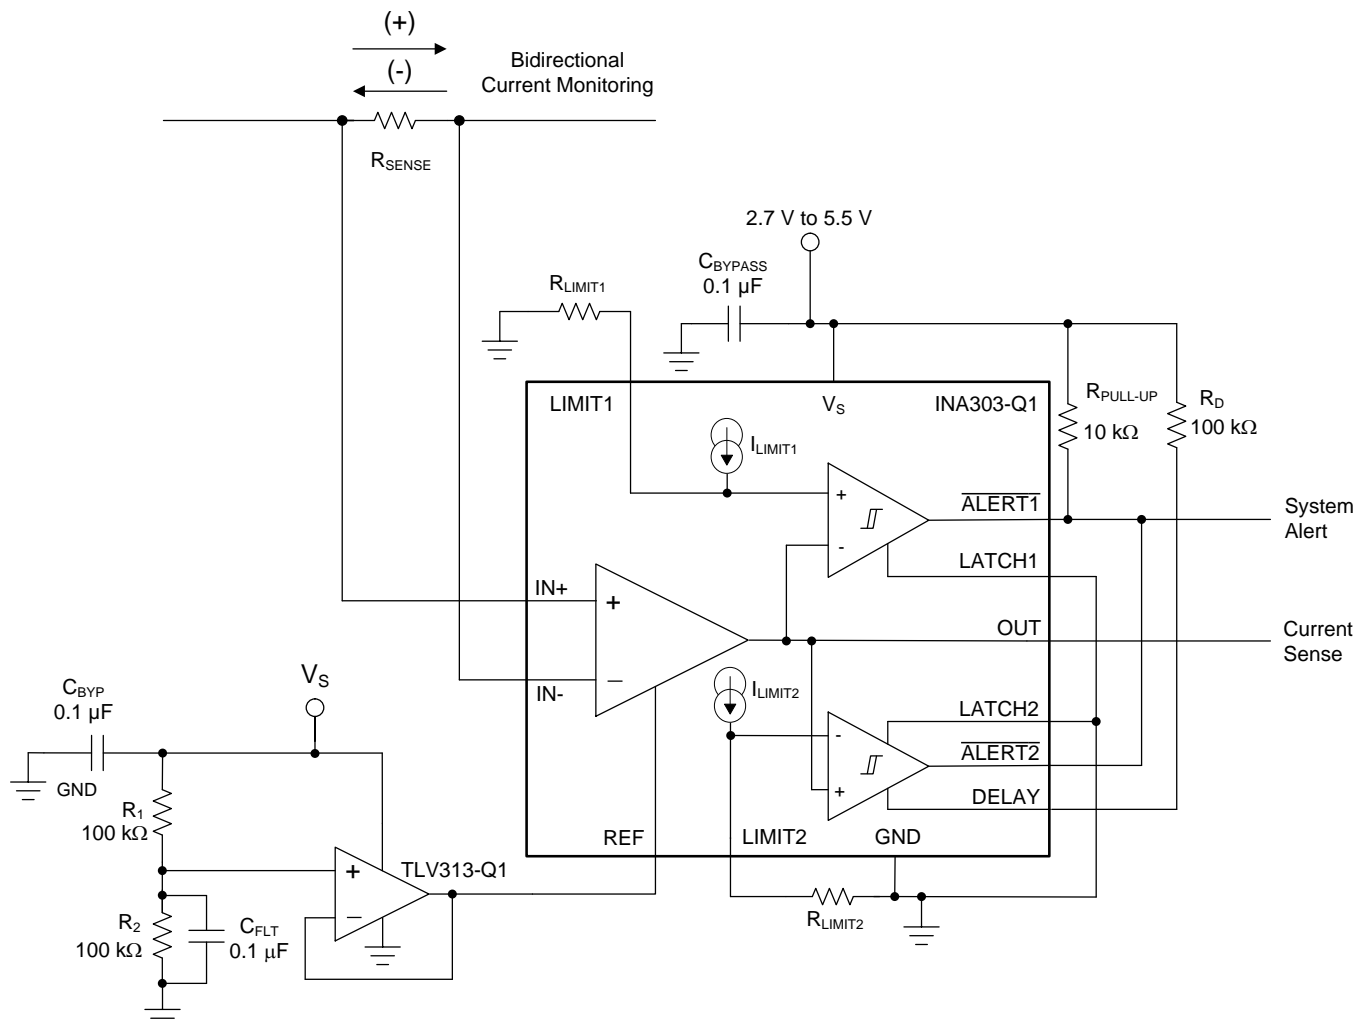 (+)
(-)
Bidirectional
Current Monitoring
RSENSE
2.7 V to 5.5 V
CBYPASS
0.1 µF
RLIMIT1
LIMIT1
VS
INA303-Q1
RPULL-UP
10 kΩ
RD
100 kΩ
ILIMIT1
+
-
ALERT1
System
Alert
LATCH1
IN+
+
OUT
Current
Sense
IN-
−
ILIMIT2
LATCH2
-
+
ALERT2
DELAY
VS
CBYP
0.1 µF
GND
R1
100 kΩ
REF
LIMIT2
GND
TLV313-Q1
+
−
RLIMIT2
R2
100 kΩ
CFLT
0.1 µF